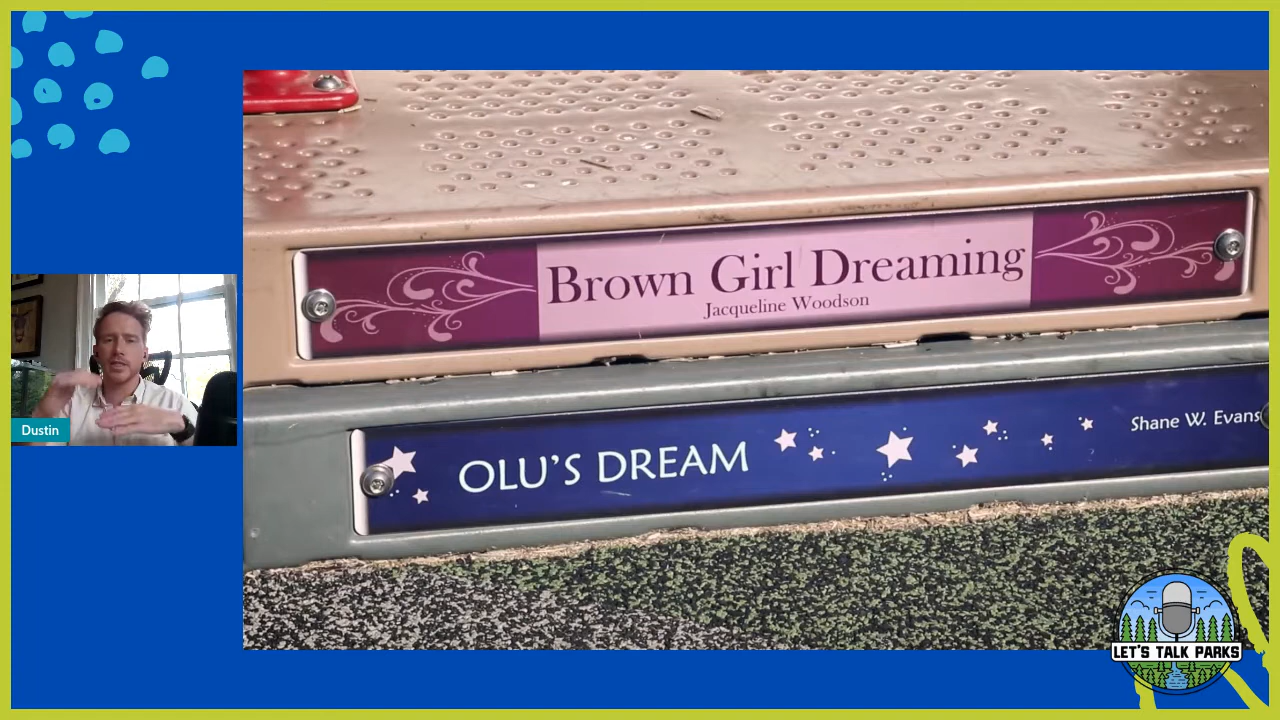 Brown Girl Dreaming
Jacqueline Woodson
OLU'S DREAM
Shane W. Evans
Dustin
LET'S TALK PARKS